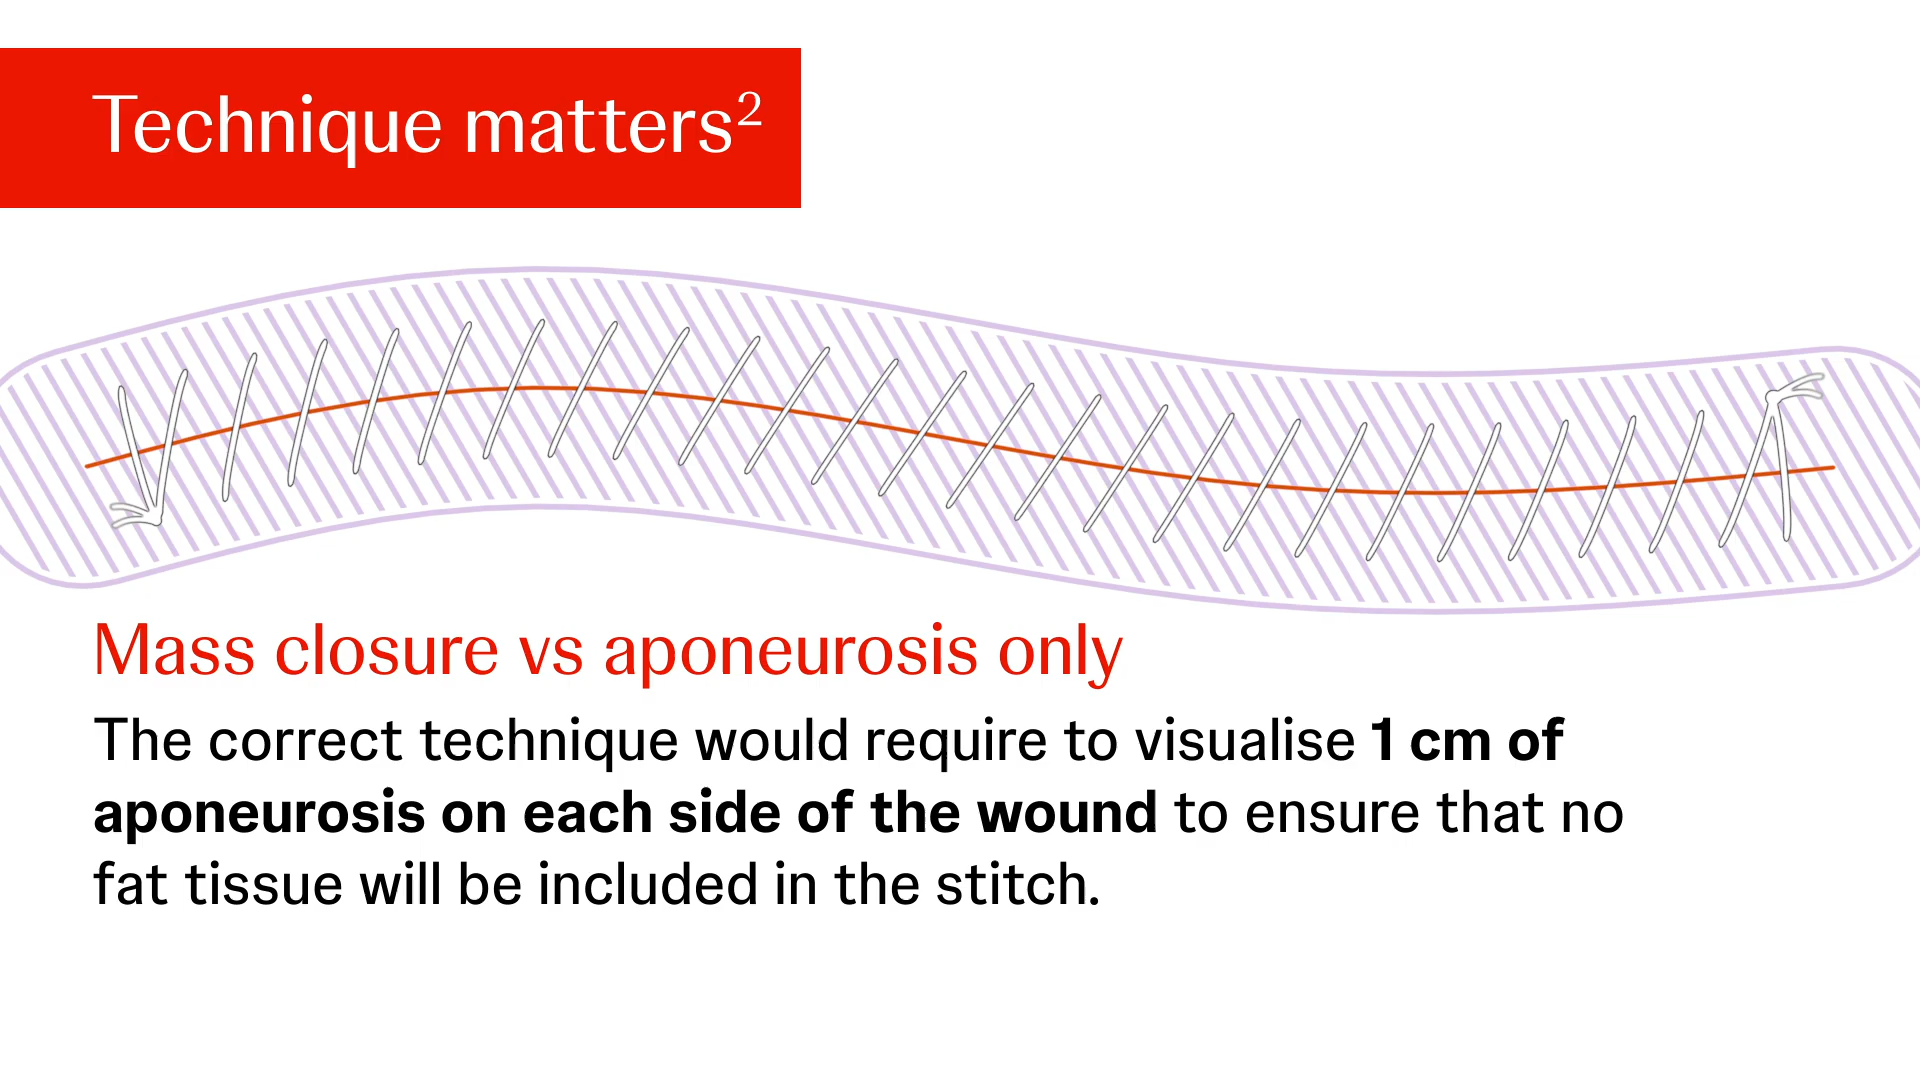 Technique matters²
Mass closure vs aponeurosis only
The correct technique would require to visualise 1 cm of
aponeurosis on each side of the wound to ensure that no
fat tissue will be included in the stitch.